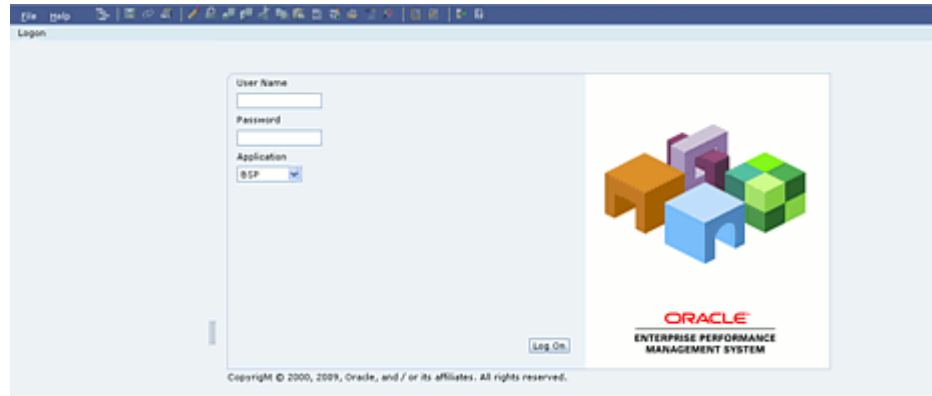 File Help
Logon
User Name
Password
Application
BSP
Log On
ORACLE
ENTERPRISE PERFORMANCE
MANAGEMENT SYSTEM
Copyright © 2000, 2009, Oracle, and / or its affiliates. All rights reserved.